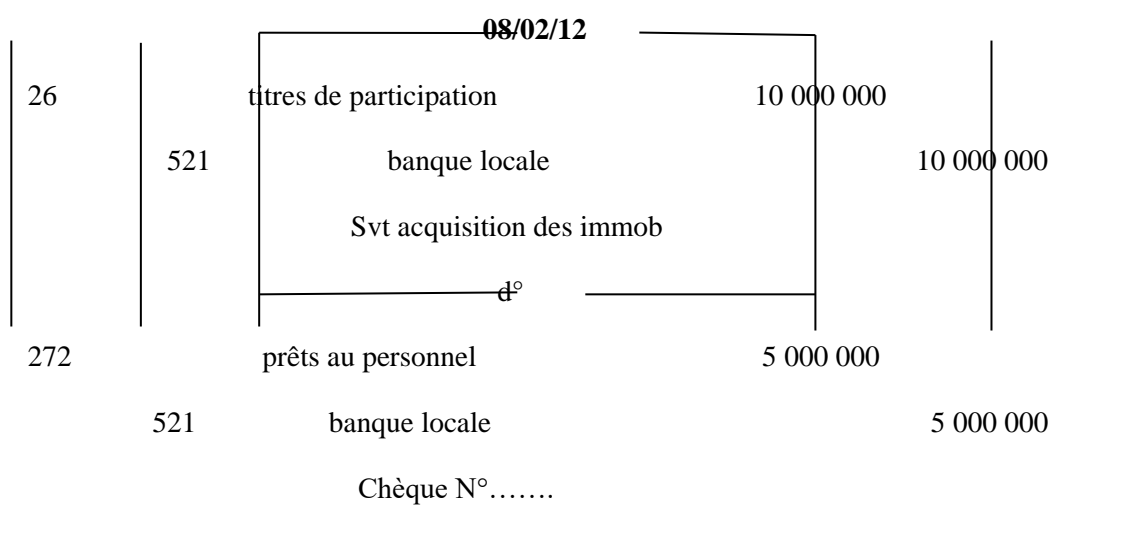 08/02/12
26 titres de participation 10 000 000
521 banque locale 10 000 000
Svt acquisition des immob
d°
272 prêts au personnel 5 000 000
521 banque locale 5 000 000
Chèque N°…….